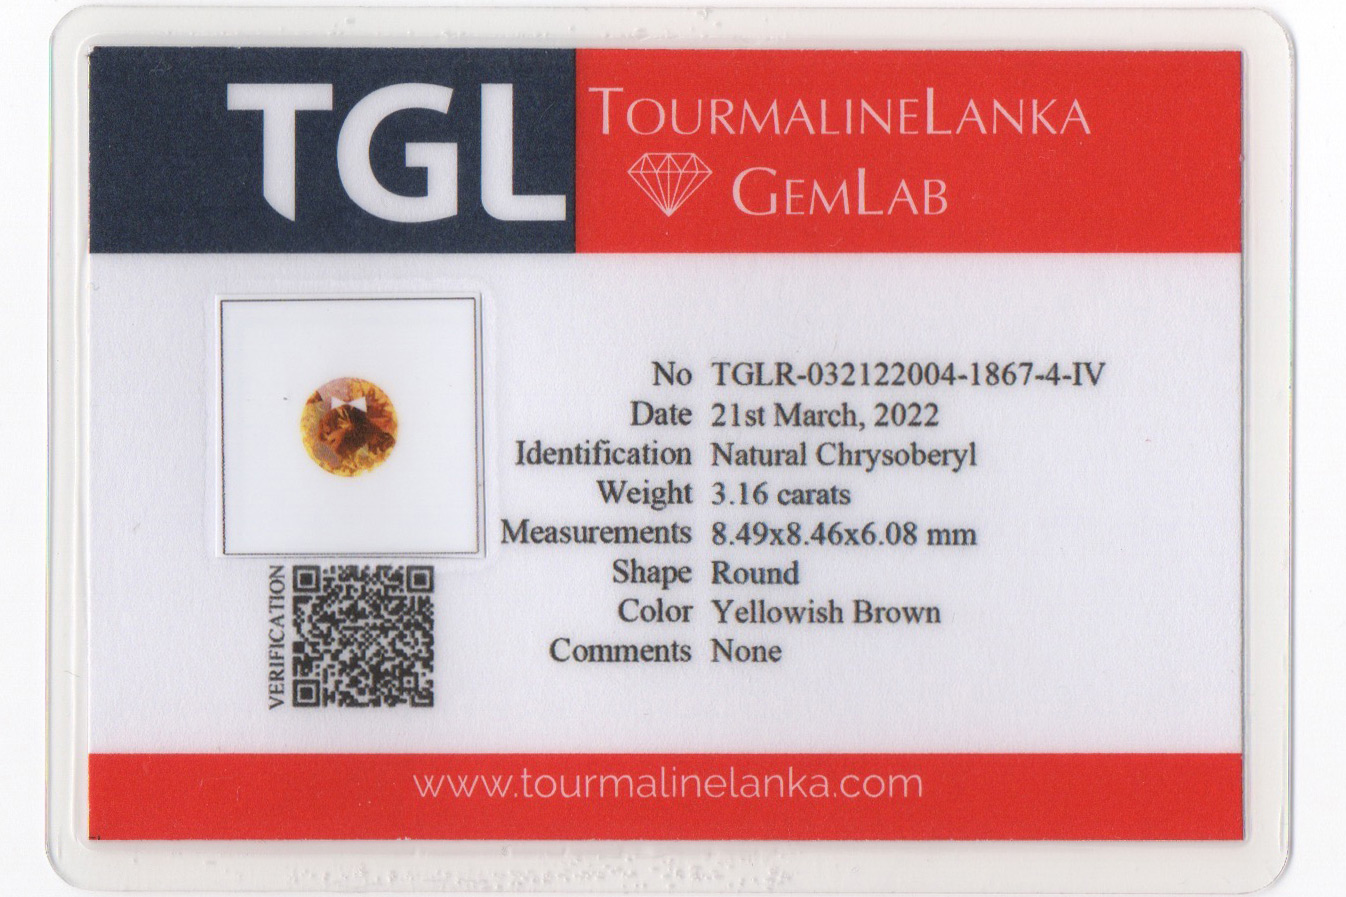 TGL
TOURMALINELANKA
GEMLAB
No TGLR-032122004-1867-4-IV
Date 21st March, 2022
Identification Natural Chrysoberyl
Weight 3.16 carats
Measurements 8.49x8.46x6.08 mm
Shape Round
Color Yellowish Brown
Comments None
VERIFICATION
www.tourmalinelanka.com